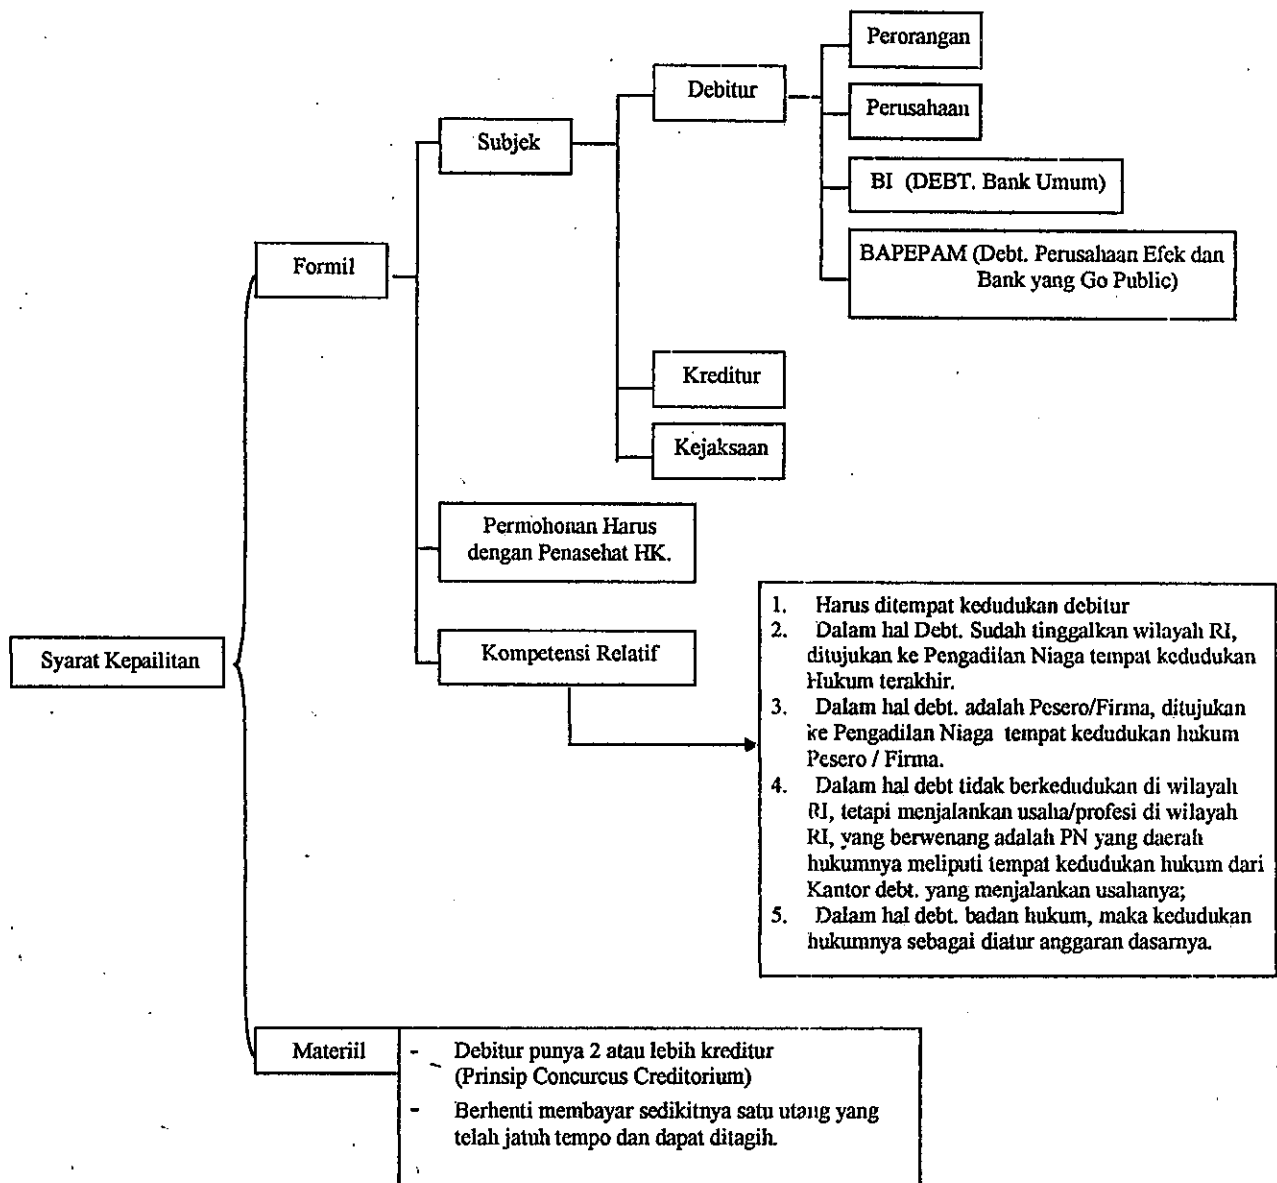 Perorangan
Debitur
Perusahaan
Subjek
BI (DEBT. Bank Umum)
Formil
BAPEPAM (Debt. Perusahaan Efek dan
Bank yang Go Public)
Kreditur
Kejaksaan
Permohonan Harus
dengan Penasehat HK.
Syarat Kepailitan
Kompetensi Relatif
1. Harus ditempat kedudukan debitur
2. Dalam hal Debt. Sudah tinggalkan wilayah RI,
ditujukan ke Pengadilan Niaga tempat kedudukan
Hukum terakhir.
3. Dalam hal debt. adalah Pesero/Firma, ditujukan
ke Pengadilan Niaga tempat kedudukan hukum
Pesero / Firma.
4. Dalam hal debt tidak berkedudukan di wilayah
RI, tetapi menjalankan usaha/profesi di wilayah
RI, yang berwenang adalah PN yang daerah
hukumnya meliputi tempat kedudukan hukum dari
Kantor debt. yang menjalankan usahanya;
5. Dalam hal debt. badan hukum, maka kedudukan
hukumnya sebagai diatur anggaran dasarnya.
Materiil
- Debitur punya 2 atau lebih kreditur
(Prinsip Concurcus Creditorium)
- Berhenti membayar sedikitnya satu utang yang
telah jatuh tempo dan dapat ditagih.